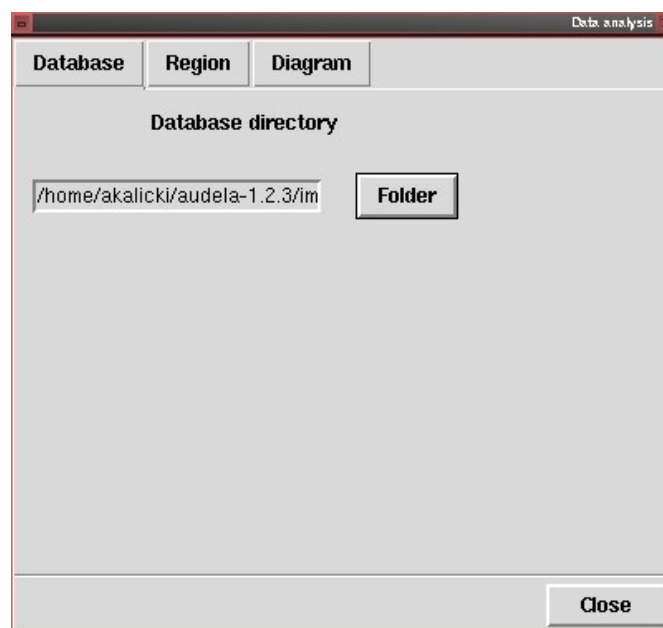 Data analysis
Database Region Diagram
Database directory
/home/akalicki/audela-1.2.3/im Folder
Close